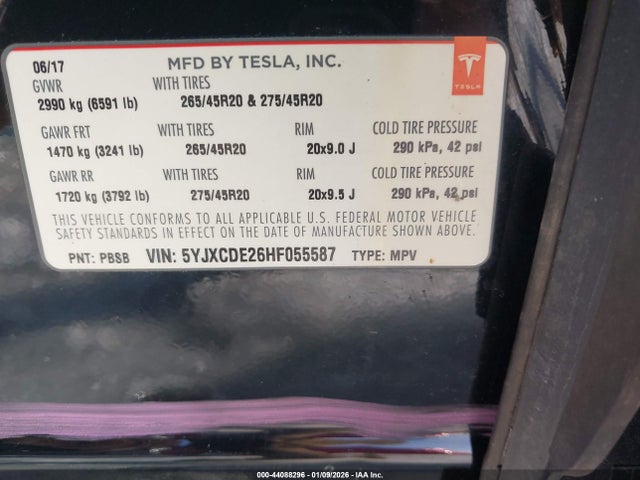 06/17 MFD BY TESLA, INC.
GVWR WITH TIRES
2990 kg (6591 lb) 265/45R20 & 275/45R20
TESLA
GAWR FRT WITH TIRES RIM COLD TIRE PRESSURE
1470 kg (3241 lb) 265/45R20 20x9.0 J 290 kPa, 42 psi
GAWR RR WITH TIRES RIM COLD TIRE PRESSURE
1720 kg (3792 lb) 275/45R20 20x9.5 J 290 kPa, 42 psi
THIS VEHICLE CONFORMS TO ALL APPLICABLE U.S. FEDERAL MOTOR VEHICLE
SAFETY STANDARDS IN EFFECT ON THE DATE OF MANUFACTURE SHOWN ABOVE.
PNT: PBSB VIN: 5YJXCDE26HF055587 TYPE: MPV
000-44088296 - 01/09/2026 - IAA Inc.